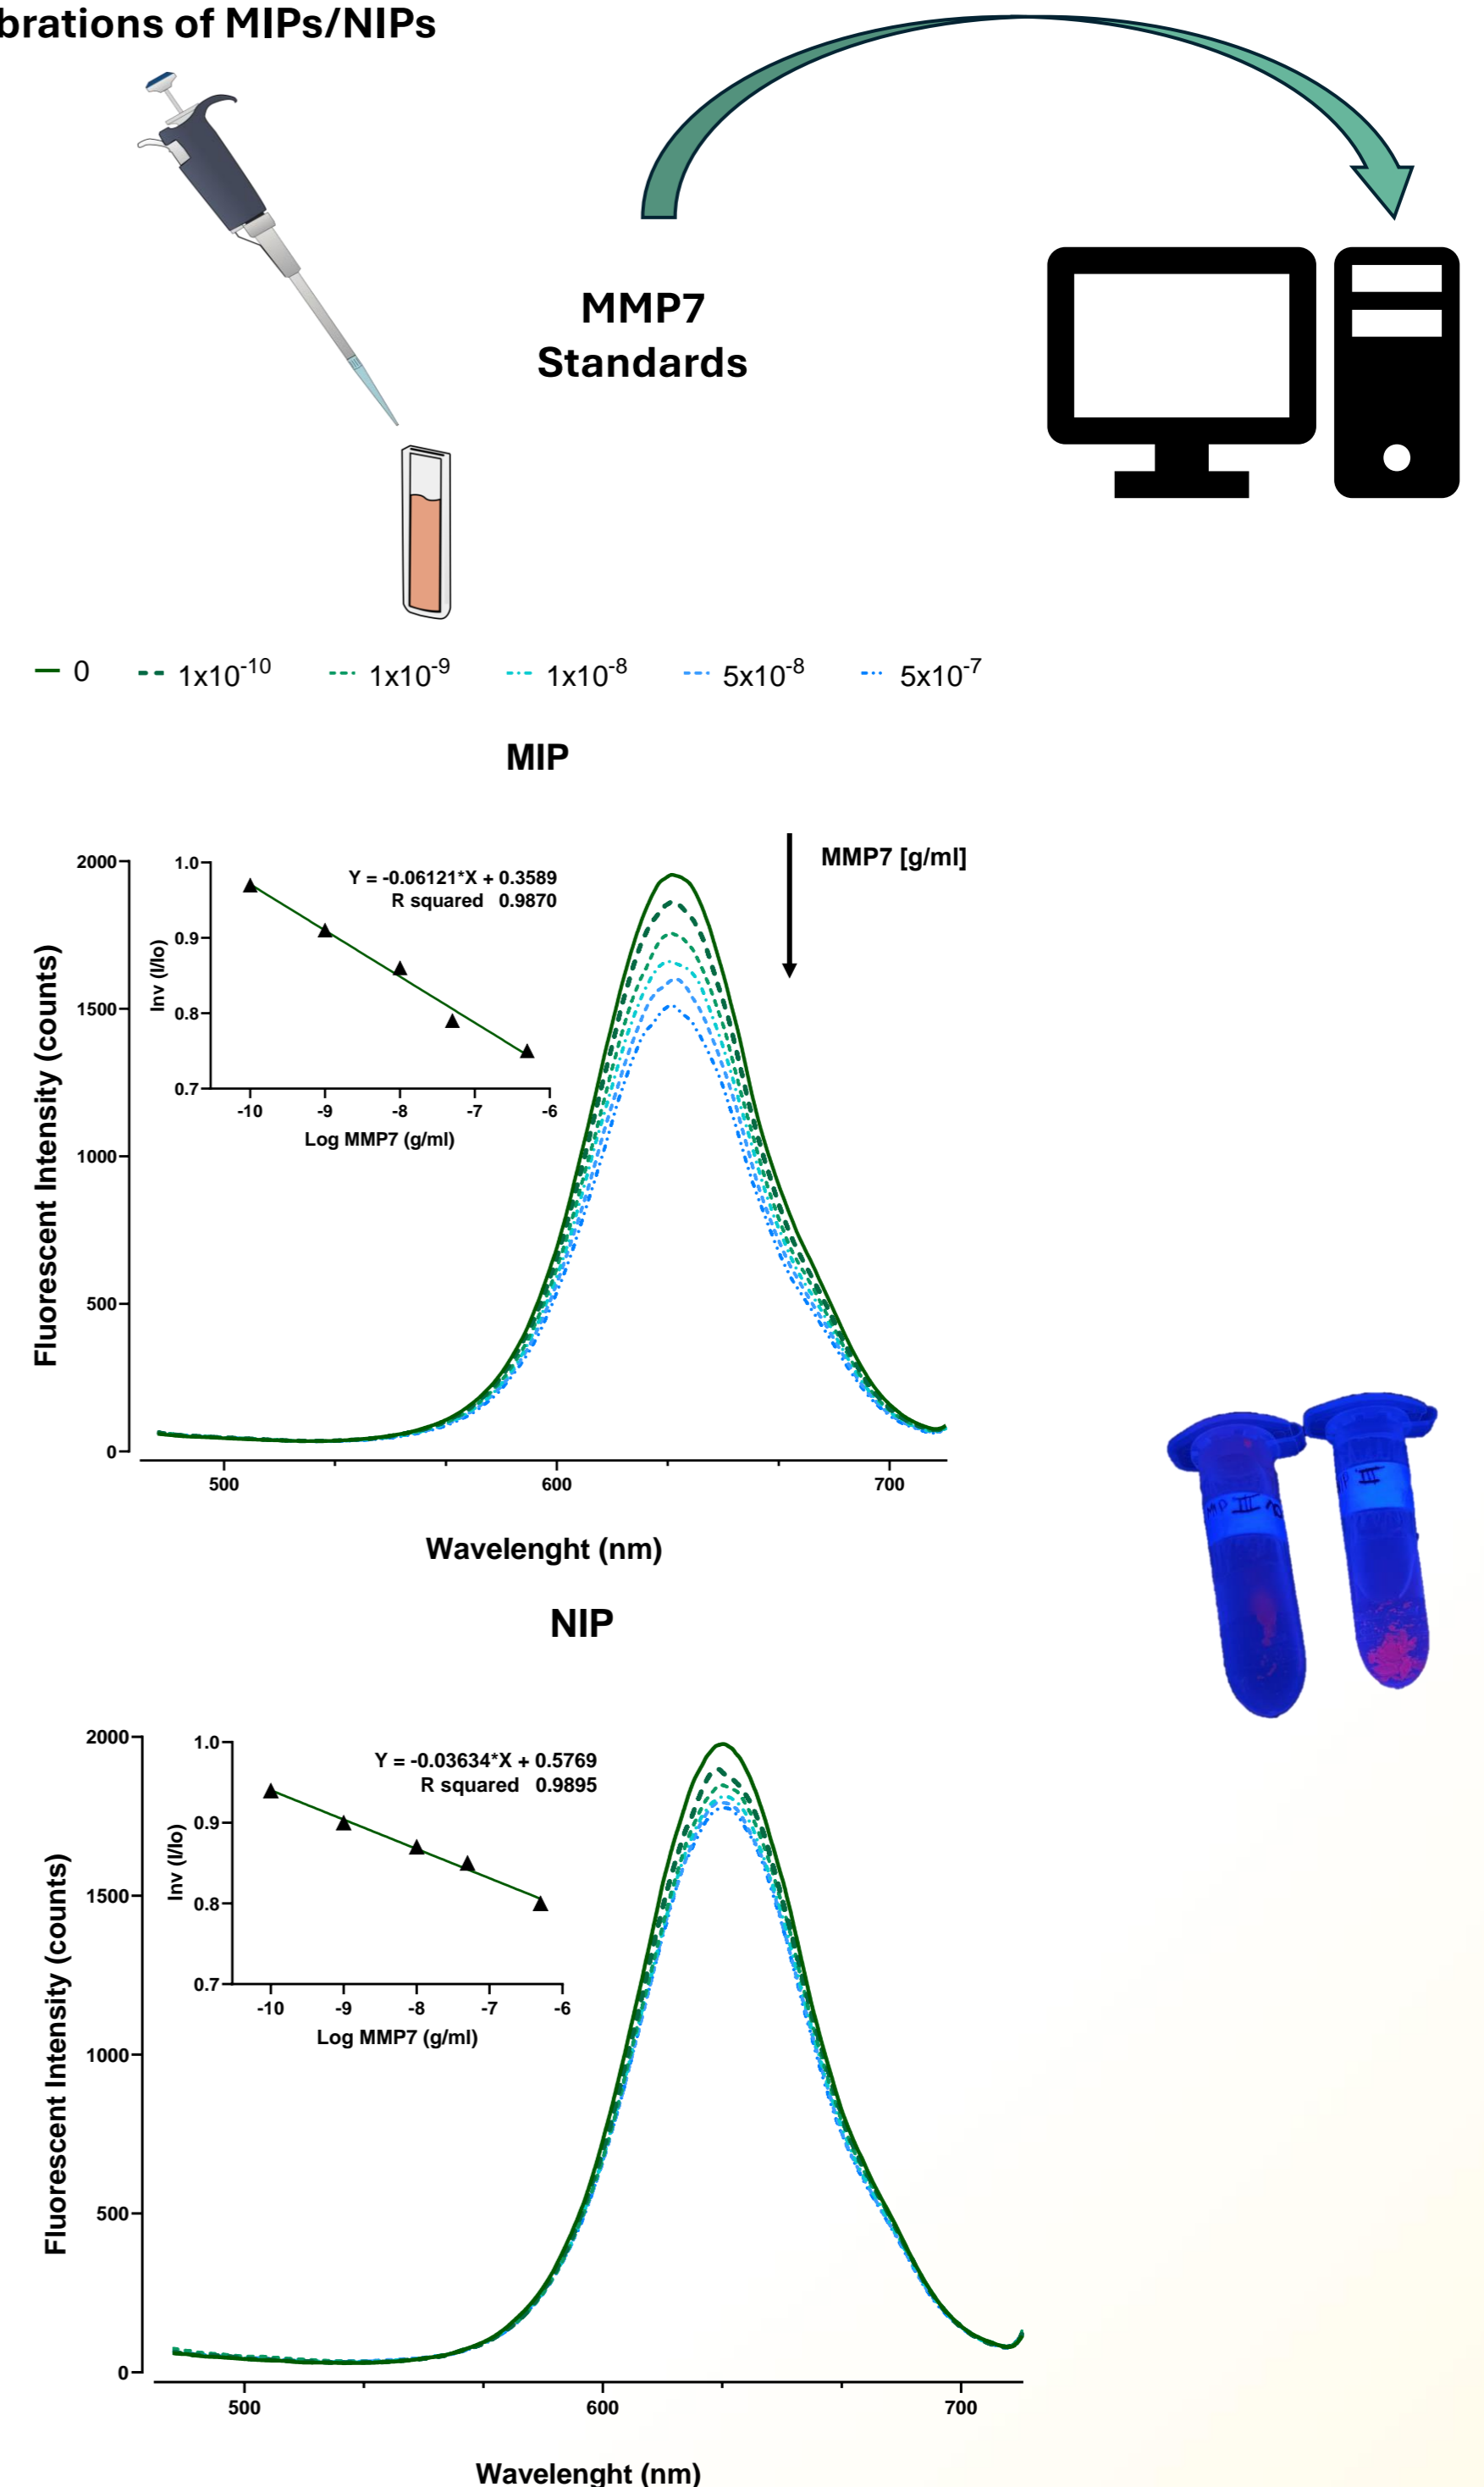 brations of MIPs/NIPs
MMP7
Standards
0 1x10⁻¹⁰ 1x10⁻⁹ 1x10⁻⁸ 5x10⁻⁸ 5x10⁻⁷
MIP
MMP7 [g/ml]
Fluorescent Intensity (counts)
2000
1500
1000
500
0
Y = -0.06121*X + 0.3589
R squared 0.9870
Inv (I/Io)
1.0
0.9
0.8
0.7
-10 -9 -8 -7 -6
Log MMP7 (g/ml)
500 600 700
Wavelenght (nm)
NIP
Fluorescent Intensity (counts)
2000
1500
1000
500
0
Y = -0.03634*X + 0.5769
R squared 0.9895
Inv (I/Io)
1.0
0.9
0.8
0.7
-10 -9 -8 -7 -6
Log MMP7 (g/ml)
500 600 700
Wavelenght (nm)